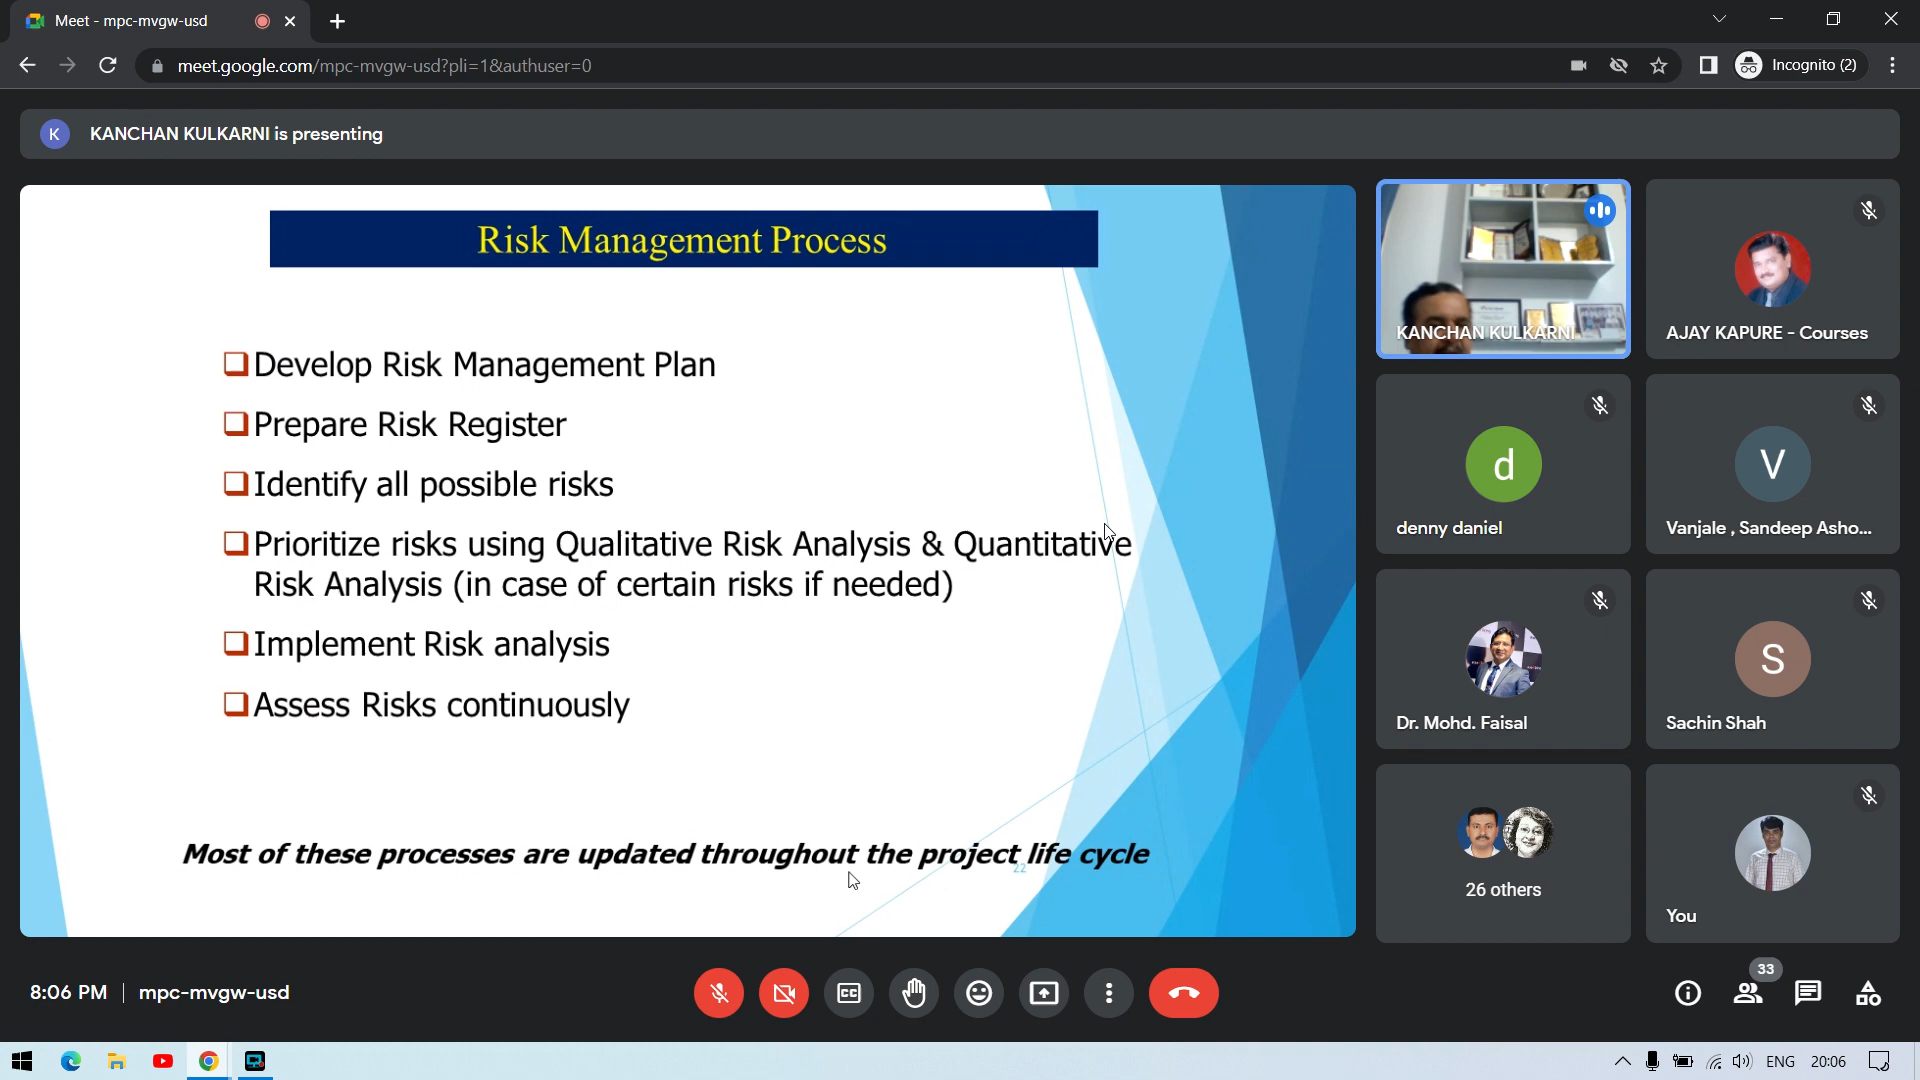 Meet - mpc-mvgw-usd
meet.google.com/mpc-mvgw-usd?pli=1&authuser=0
Incognito (2)
K
KANCHAN KULKARNI is presenting
Risk Management Process
Develop Risk Management Plan
Prepare Risk Register
Identify all possible risks
Prioritize risks using Qualitative Risk Analysis & Quantitative
Risk Analysis (in case of certain risks if needed)
Implement Risk analysis
Assess Risks continuously
Most of these processes are updated throughout the project life cycle
22
KANCHAN KULKARNI
AJAY KAPURE - Courses
d
denny daniel
V
Vanjale , Sandeep Asho...
Dr. Mohd. Faisal
S
Sachin Shah
26 others
You
8:06 PM
mpc-mvgw-usd
CC
33
ENG
20:06